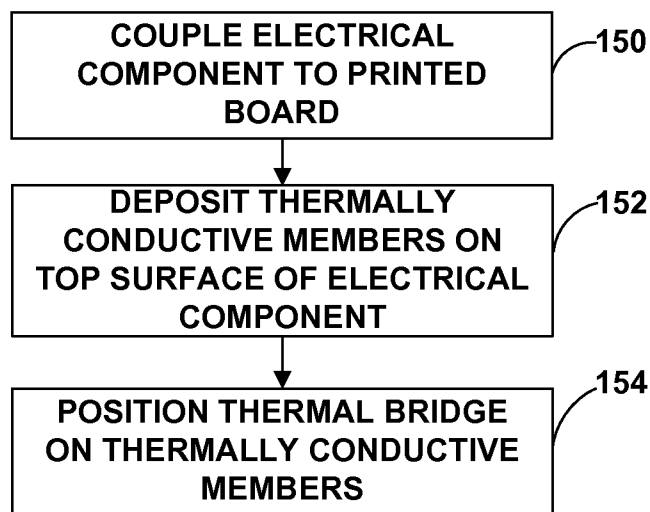 COUPLE ELECTRICAL
COMPONENT TO PRINTED
BOARD
150
DEPOSIT THERMALLY
CONDUCTIVE MEMBERS ON
TOP SURFACE OF ELECTRICAL
COMPONENT
152
POSITION THERMAL BRIDGE
ON THERMALLY CONDUCTIVE
MEMBERS
154